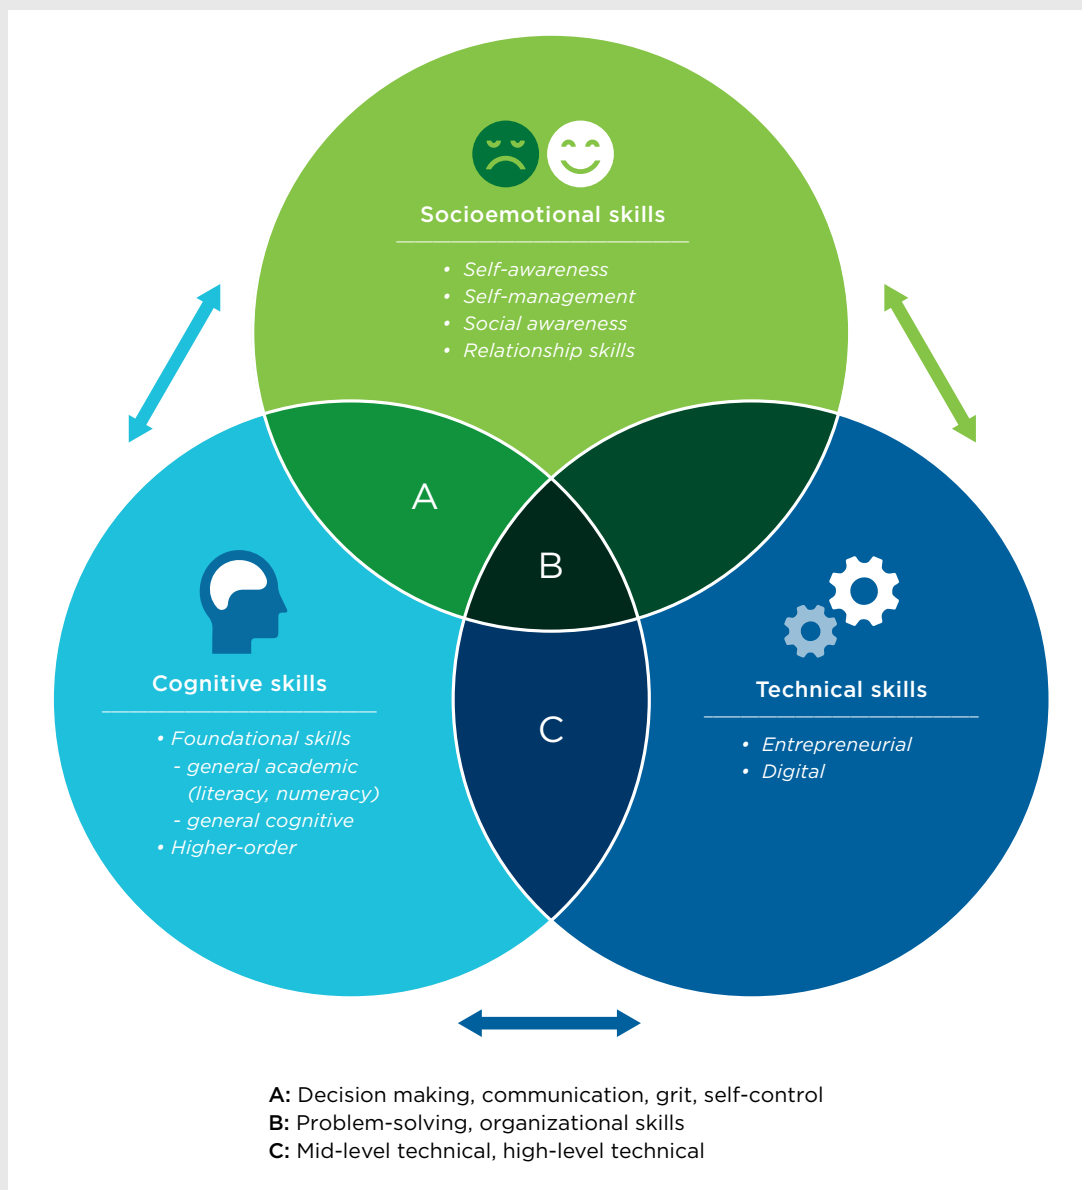 Socioemotional skills
• Self-awareness
• Self-management
• Social awareness
• Relationship skills
A
B
C
Cognitive skills
• Foundational skills
- general academic
(literacy, numeracy)
- general cognitive
• Higher-order
Technical skills
• Entrepreneurial
• Digital
A: Decision making, communication, grit, self-control
B: Problem-solving, organizational skills
C: Mid-level technical, high-level technical